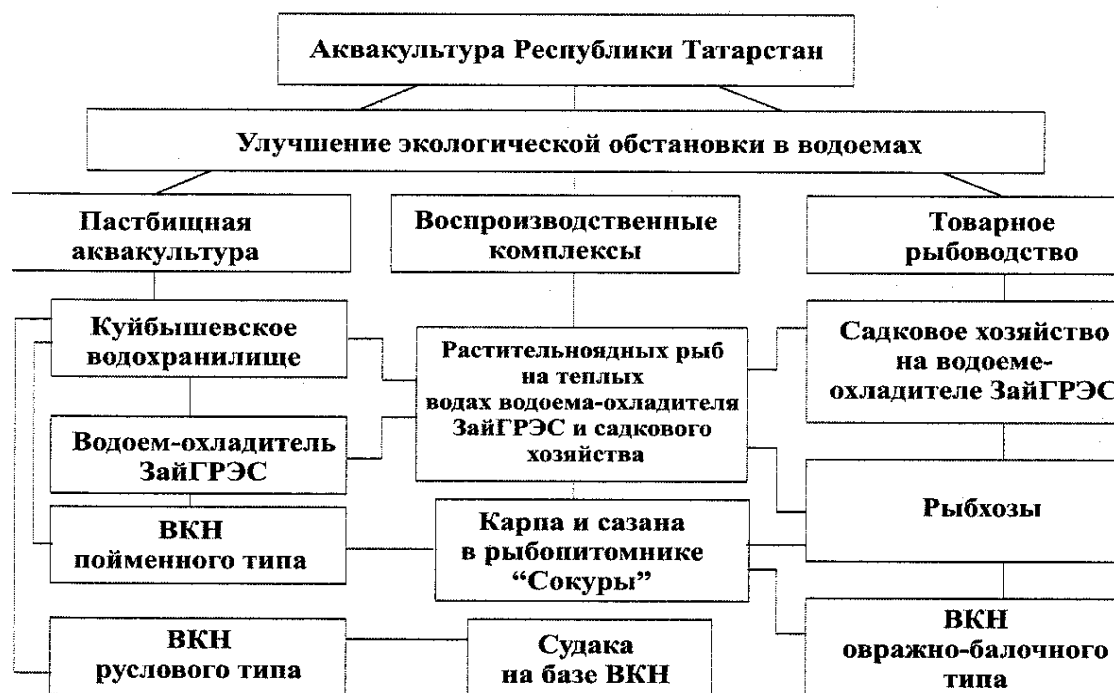 Аквакультура Республики Татарстан
Улучшение экологической обстановки в водоемах
Пастбищная
аквакультура
Воспроизводственные
комплексы
Товарное
рыбоводство
Куйбышевское
водохранилище
Растительноядных рыб
на теплых
водах водоема-охладителя
ЗайГРЭС и садкового
хозяйства
Садковое хозяйство
на водоеме-
охладителе ЗайГРЭС
Водоем-охладитель
ЗайГРЭС
ВКН
пойменного типа
Карпа и сазана
в рыбопитомнике
“Сокуры”
Рыбхозы
ВКН
руслового типа
Судака
на базе ВКН
ВКН
овражно-балочного
типа